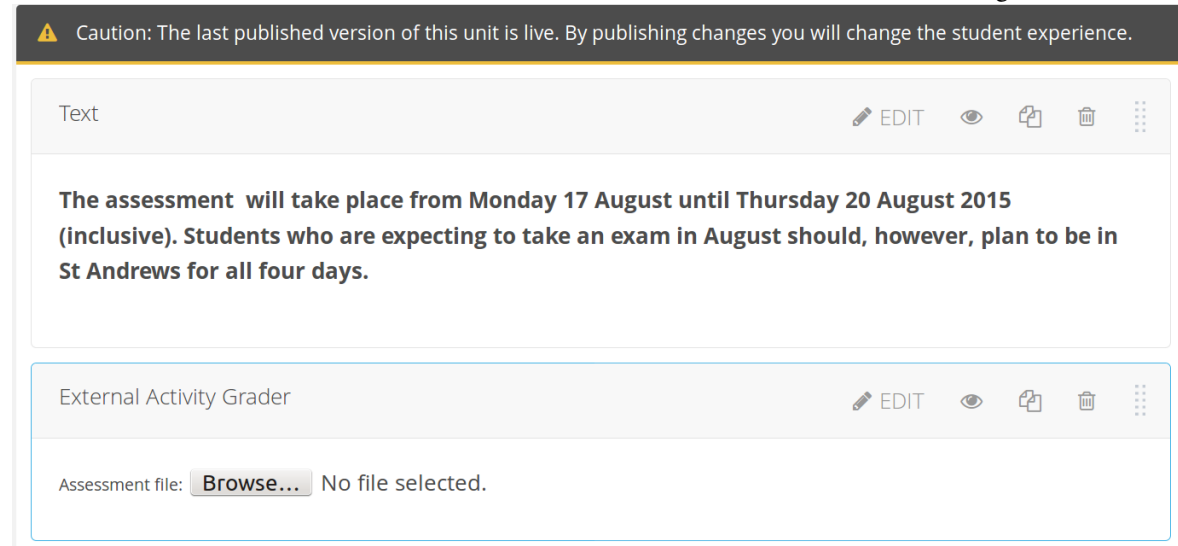 Caution: The last published version of this unit is live. By publishing changes you will change the student experience.
Text
EDIT
The assessment  will take place from Monday 17 August until Thursday 20 August 2015
(inclusive). Students who are expecting to take an exam in August should, however, plan to be in
St Andrews for all four days.
External Activity Grader
EDIT
Assessment file: Browse... No file selected.